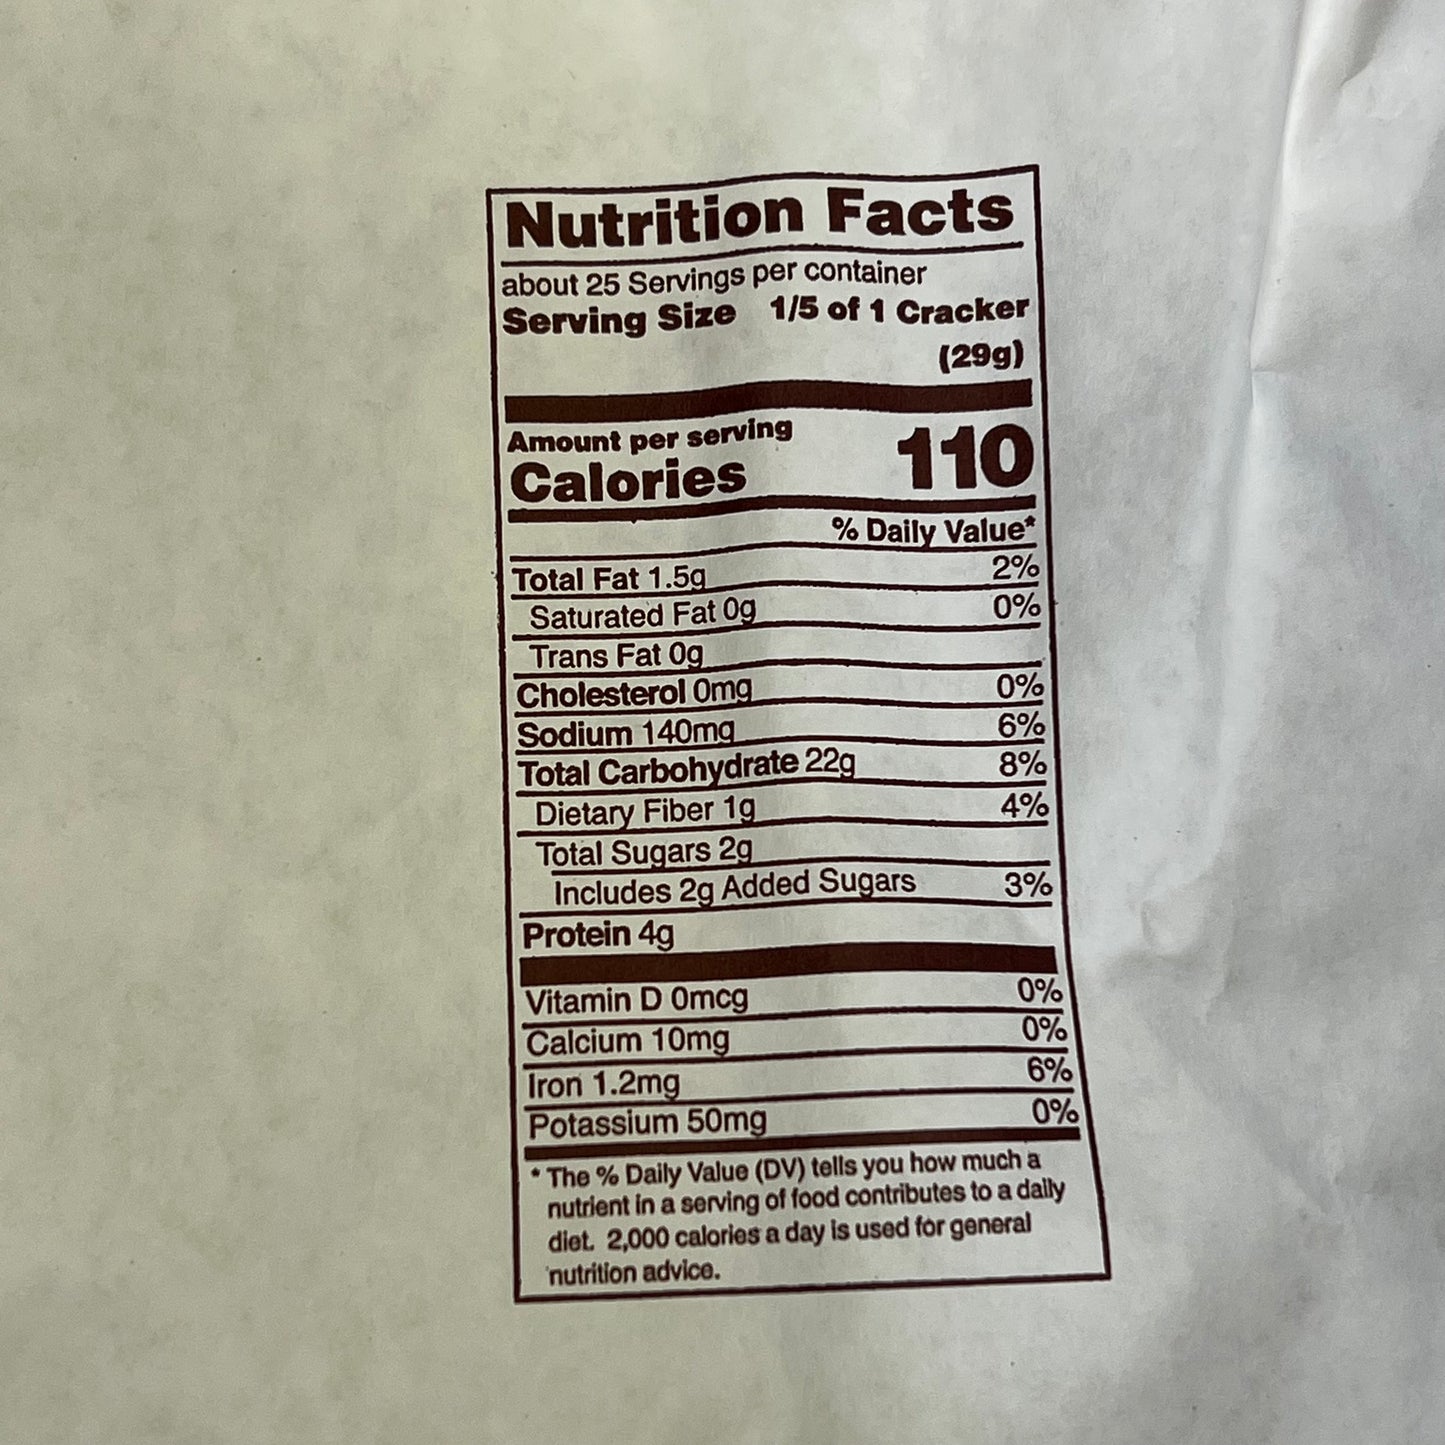 Nutrition Facts
about 25 Servings per container
Serving Size 1/5 of 1 Cracker
(29g)
Amount per serving
Calories 110
% Daily Value*
Total Fat 1.5g 2%
Saturated Fat 0g 0%
Trans Fat 0g
Cholesterol 0mg 0%
Sodium 140mg 6%
Total Carbohydrate 22g 8%
Dietary Fiber 1g 4%
Total Sugars 2g
Includes 2g Added Sugars 3%
Protein 4g
Vitamin D 0mcg 0%
Calcium 10mg 0%
Iron 1.2mg 6%
Potassium 50mg 0%
* The % Daily Value (DV) tells you how much a
nutrient in a serving of food contributes to a daily
diet. 2,000 calories a day is used for general
nutrition advice.